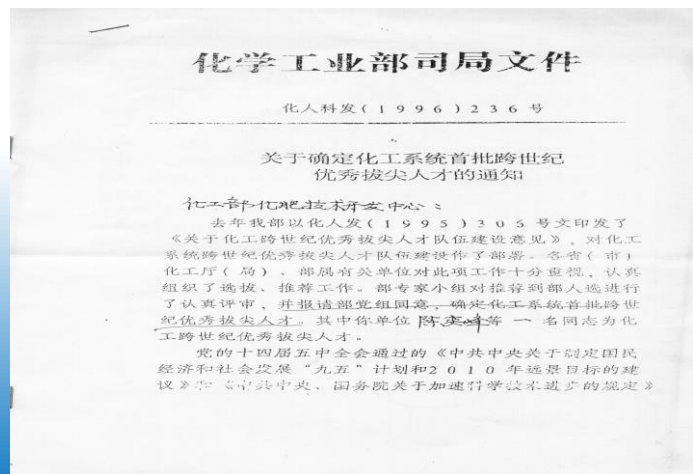 化学工业部司局文件
化人科发(1996)236号
关于确定化工系统首批跨世纪
优秀拔尖人才的通知
化工部化肥技术开发中心:
去年我部以化人发(1995)305号文印发了
《关于化工跨世纪优秀拔尖人才队伍建设意见》,对化工
系统跨世纪优秀拔尖人才队伍建设作了部署。各省(市)
化工厅(局)、部属有关单位对此项工作十分重视,认真
组织了选拔、推荐工作。部专家小组对推荐到部人选进行
了认真评审,并报请部党组同意,确定化工系统首批跨世
纪优秀拔尖人才。其中你单位 等 一 名同志为化
工跨世纪优秀拔尖人才。
党的十四届五中全会通过的《中共中央关于制定国民
经济和社会发展“九五”计划和2010年远景目标的建
议》和《中共中央、国务院关于加速科学技术进步的规定》